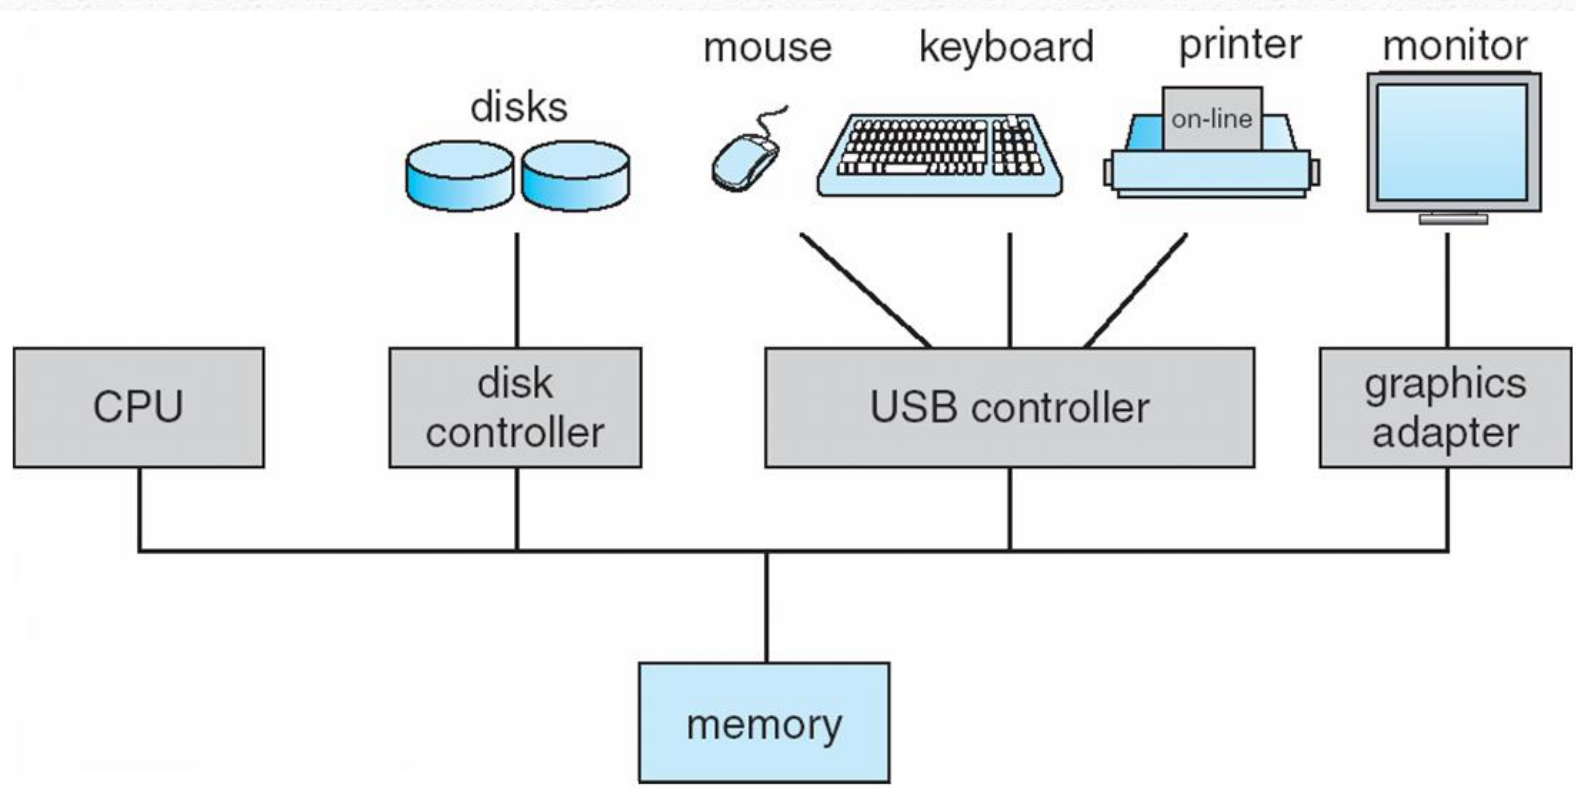 mouse
keyboard
printer
monitor
disks
on-line
CPU
disk
controller
USB controller
graphics
adapter
memory